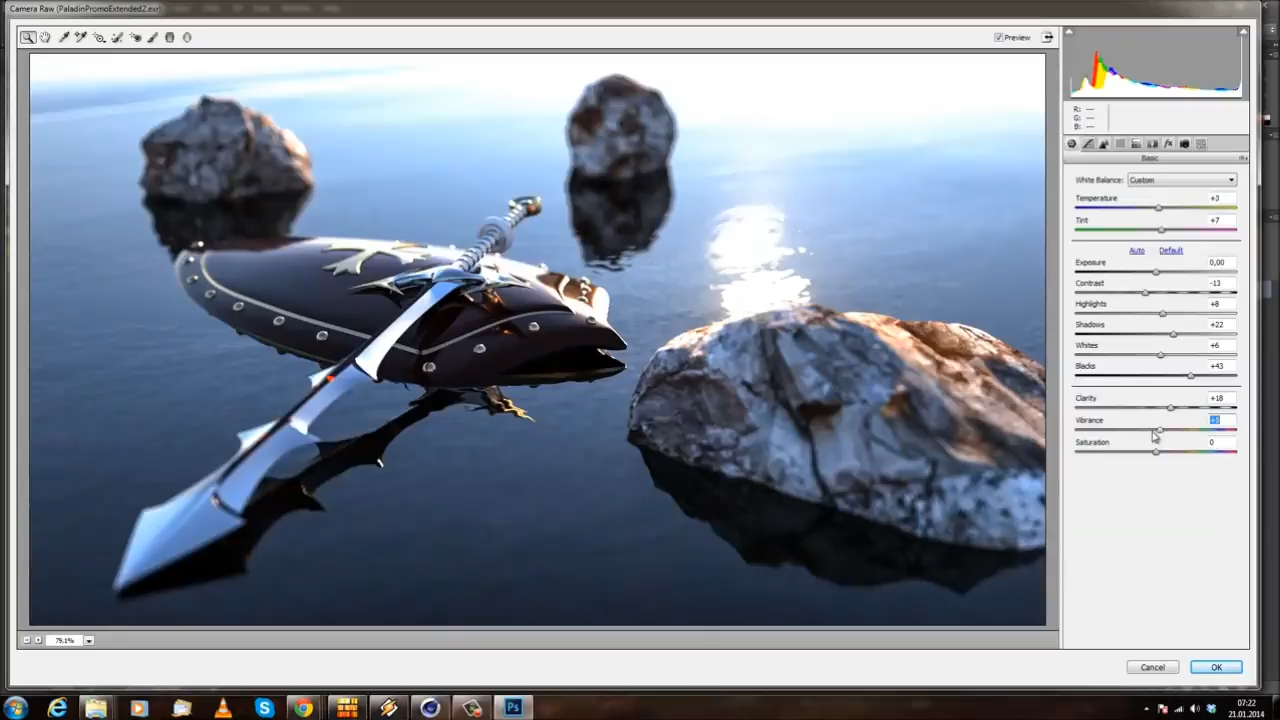 Camera Raw (PaladinPromoExtended2.exr)
Preview
R: ---
G: ---
B: ---
Basic
White Balance: Custom
Temperature +3
Tint +7
Auto Default
Exposure 0,00
Contrast -13
Highlights +8
Shadows +22
Whites +6
Blacks +43
Clarity +18
Vibrance
Saturation 0
79,1%
Cancel OK
07:22
21.01.2014